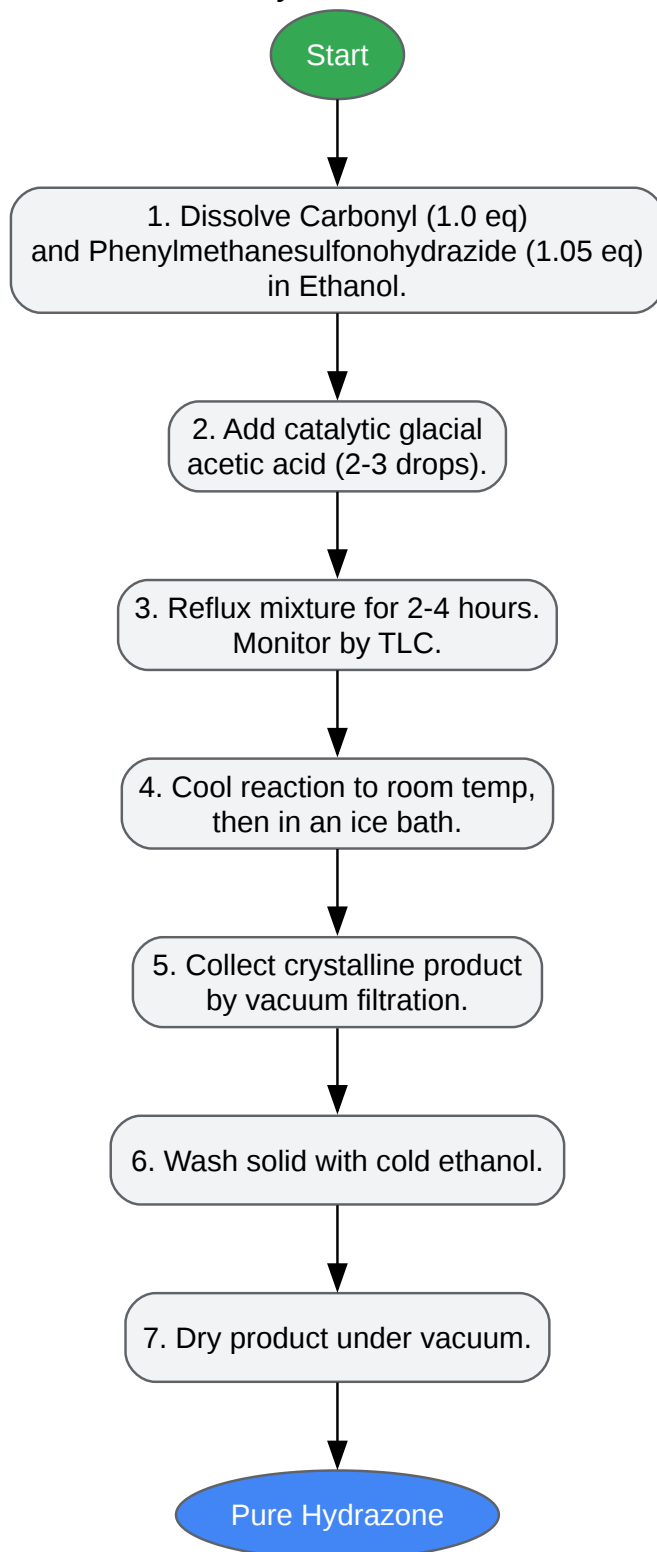 Start
1. Dissolve Carbonyl (1.0 eq)
and Phenylmethanesulfonohydrazide (1.05 eq)
in Ethanol.
2. Add catalytic glacial
acetic acid (2-3 drops).
3. Reflux mixture for 2-4 hours.
Monitor by TLC.
4. Cool reaction to room temp,
then in an ice bath.
5. Collect crystalline product
by vacuum filtration.
6. Wash solid with cold ethanol.
7. Dry product under vacuum.
Pure Hydrazone